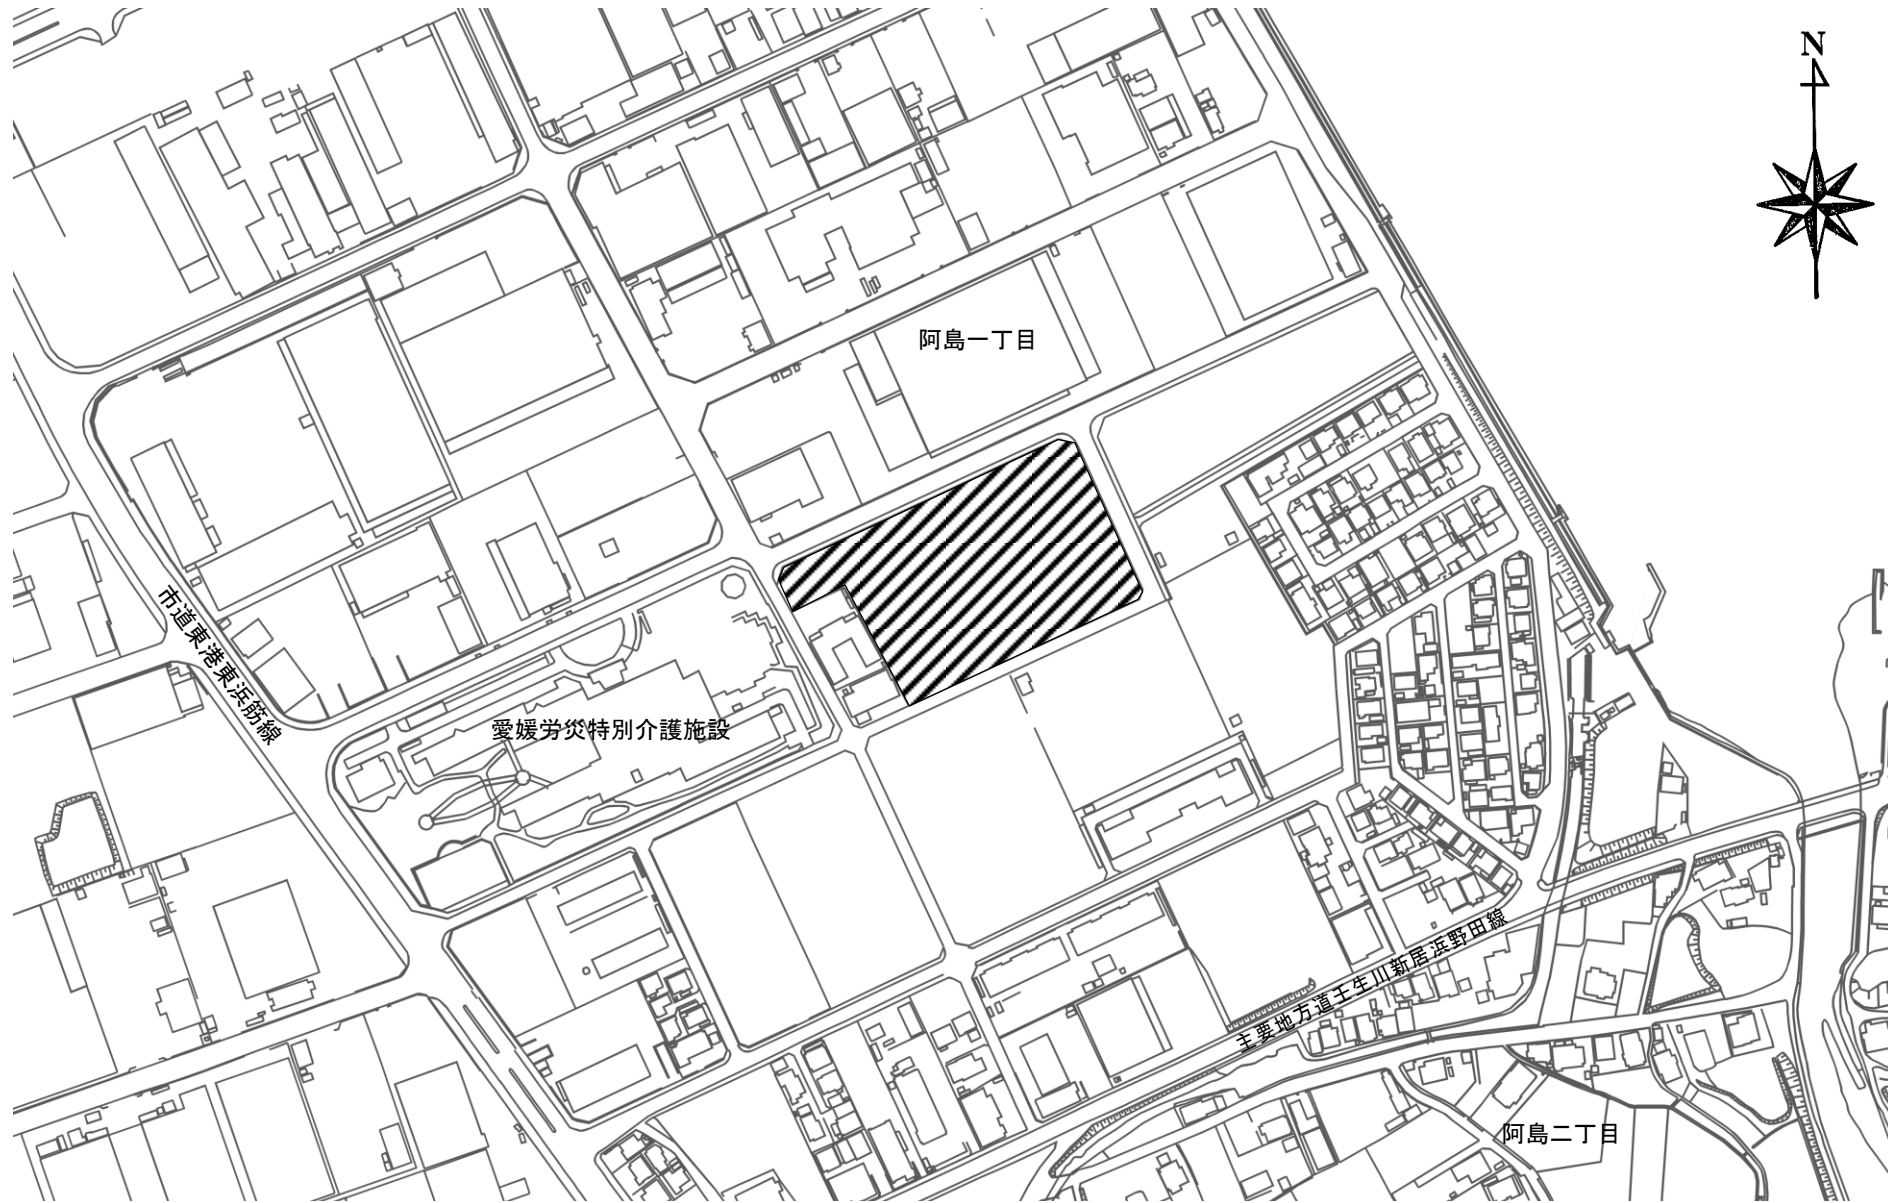 N
阿島一丁目
市道東港東浜筋線
愛媛労災特別介護施設
主要地方道壬生川新居浜野田線
阿島二丁目